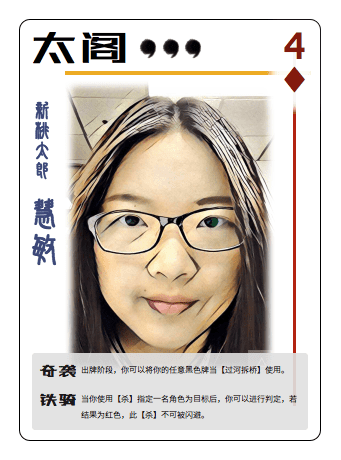 太阁
4
新秘太郎
慧敏
奇袭 出牌阶段，你可以将你的任意黑色牌当【过河拆桥】使用。
铁骑 当你使用【杀】指定一名角色为目标后，你可以进行判定，若
结果为红色，此【杀】不可被闪避。